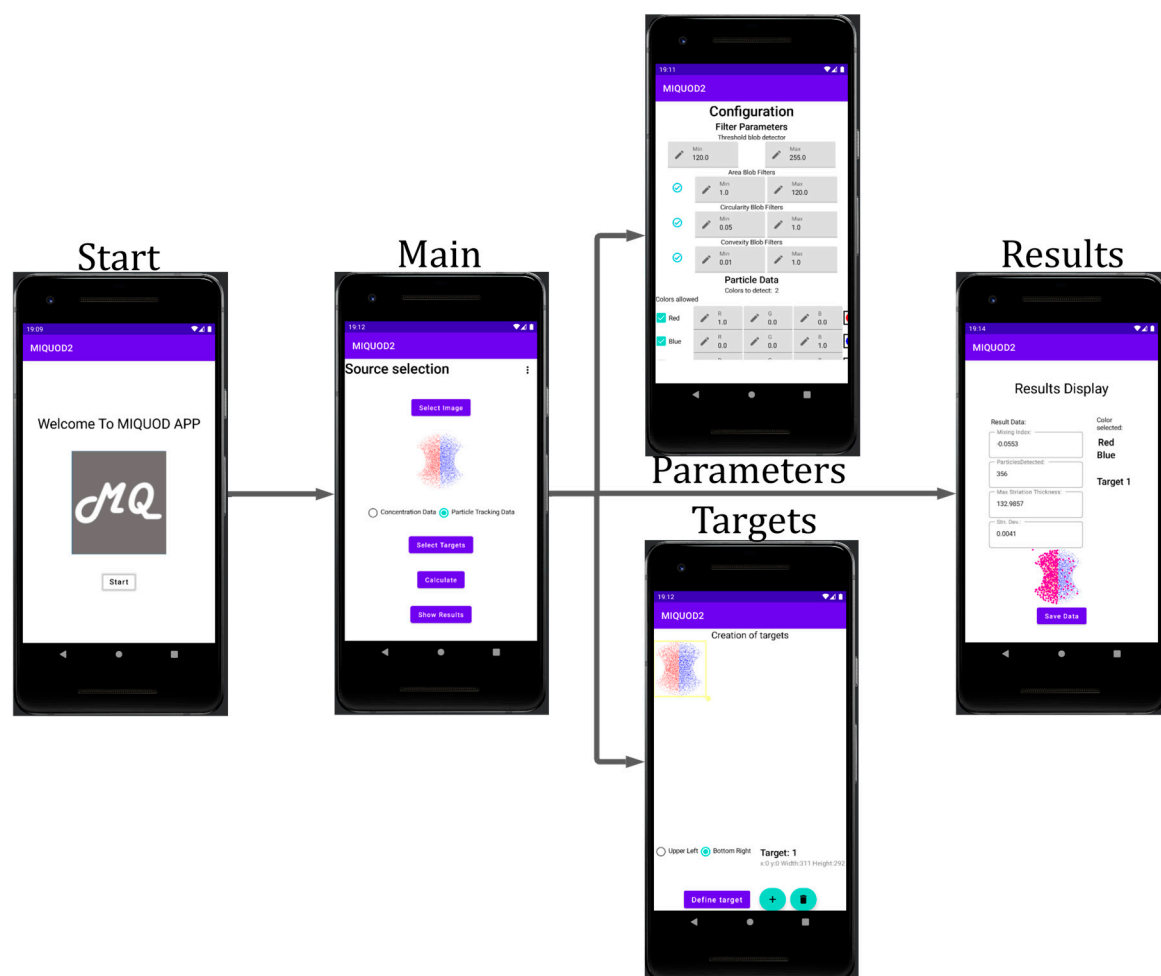 Start
19:09
MIQUOD2
Welcome To MIQUOD APP
MQ
Start
Main
19:12
MIQUOD2
Source selection
Select Image
Concentration Data Particle Tracking Data
Select Targets
Calculate
Show Results
19:11
MIQUOD2
Configuration
Filter Parameters
Threshold blob detector
Min Max
120.0 255.0
Area Blob Filters
Min Max
1.0 120.0
Circularity Blob Filters
Min Max
0.05 1.0
Convexity Blob Filters
Min Max
0.01 1.0
Particle Data
Colors to detect: 2
Colors allowed
R G B
Red 1.0 0.0 0.0
R G B
Blue 0.0 0.0 1.0
Parameters
Targets
19:12
MIQUOD2
Creation of targets
Upper Left Bottom Right Target: 1
x:0 y:0 Width:311 Height:292
Define target +
Results
19:14
MIQUOD2
Results Display
Result Data:
Mixing Index:
-0.0553
ParticlesDetected:
356
Max Striation Thickness:
132.9857
Stn. Dev.:
0.0041
Color
selected:
Red
Blue
Target 1
Save Data